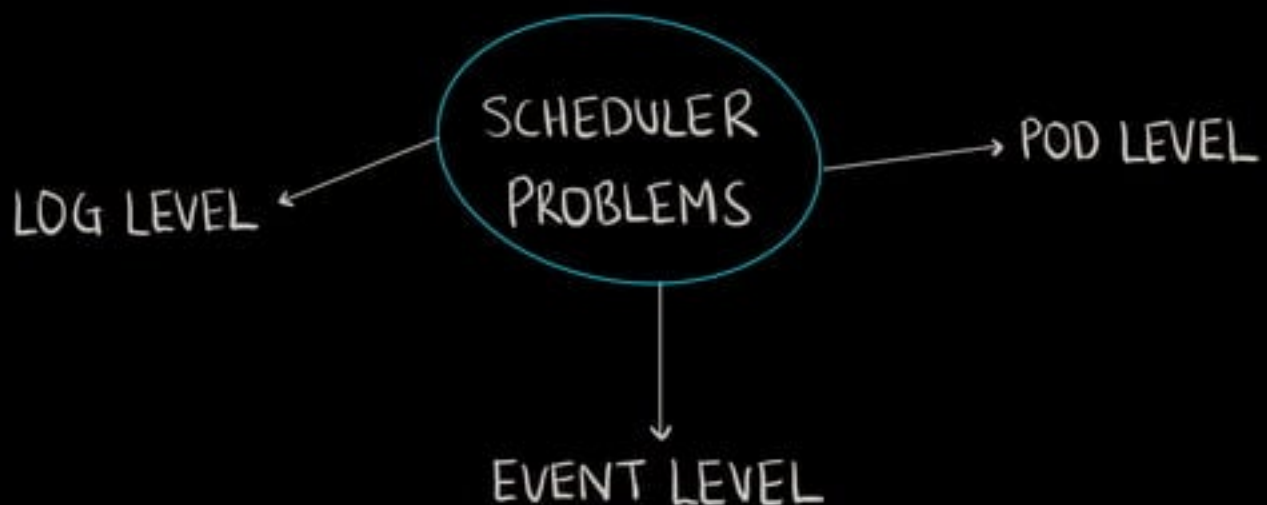 SCHEDULER
PROBLEMS
POD LEVEL
LOG LEVEL
EVENT LEVEL